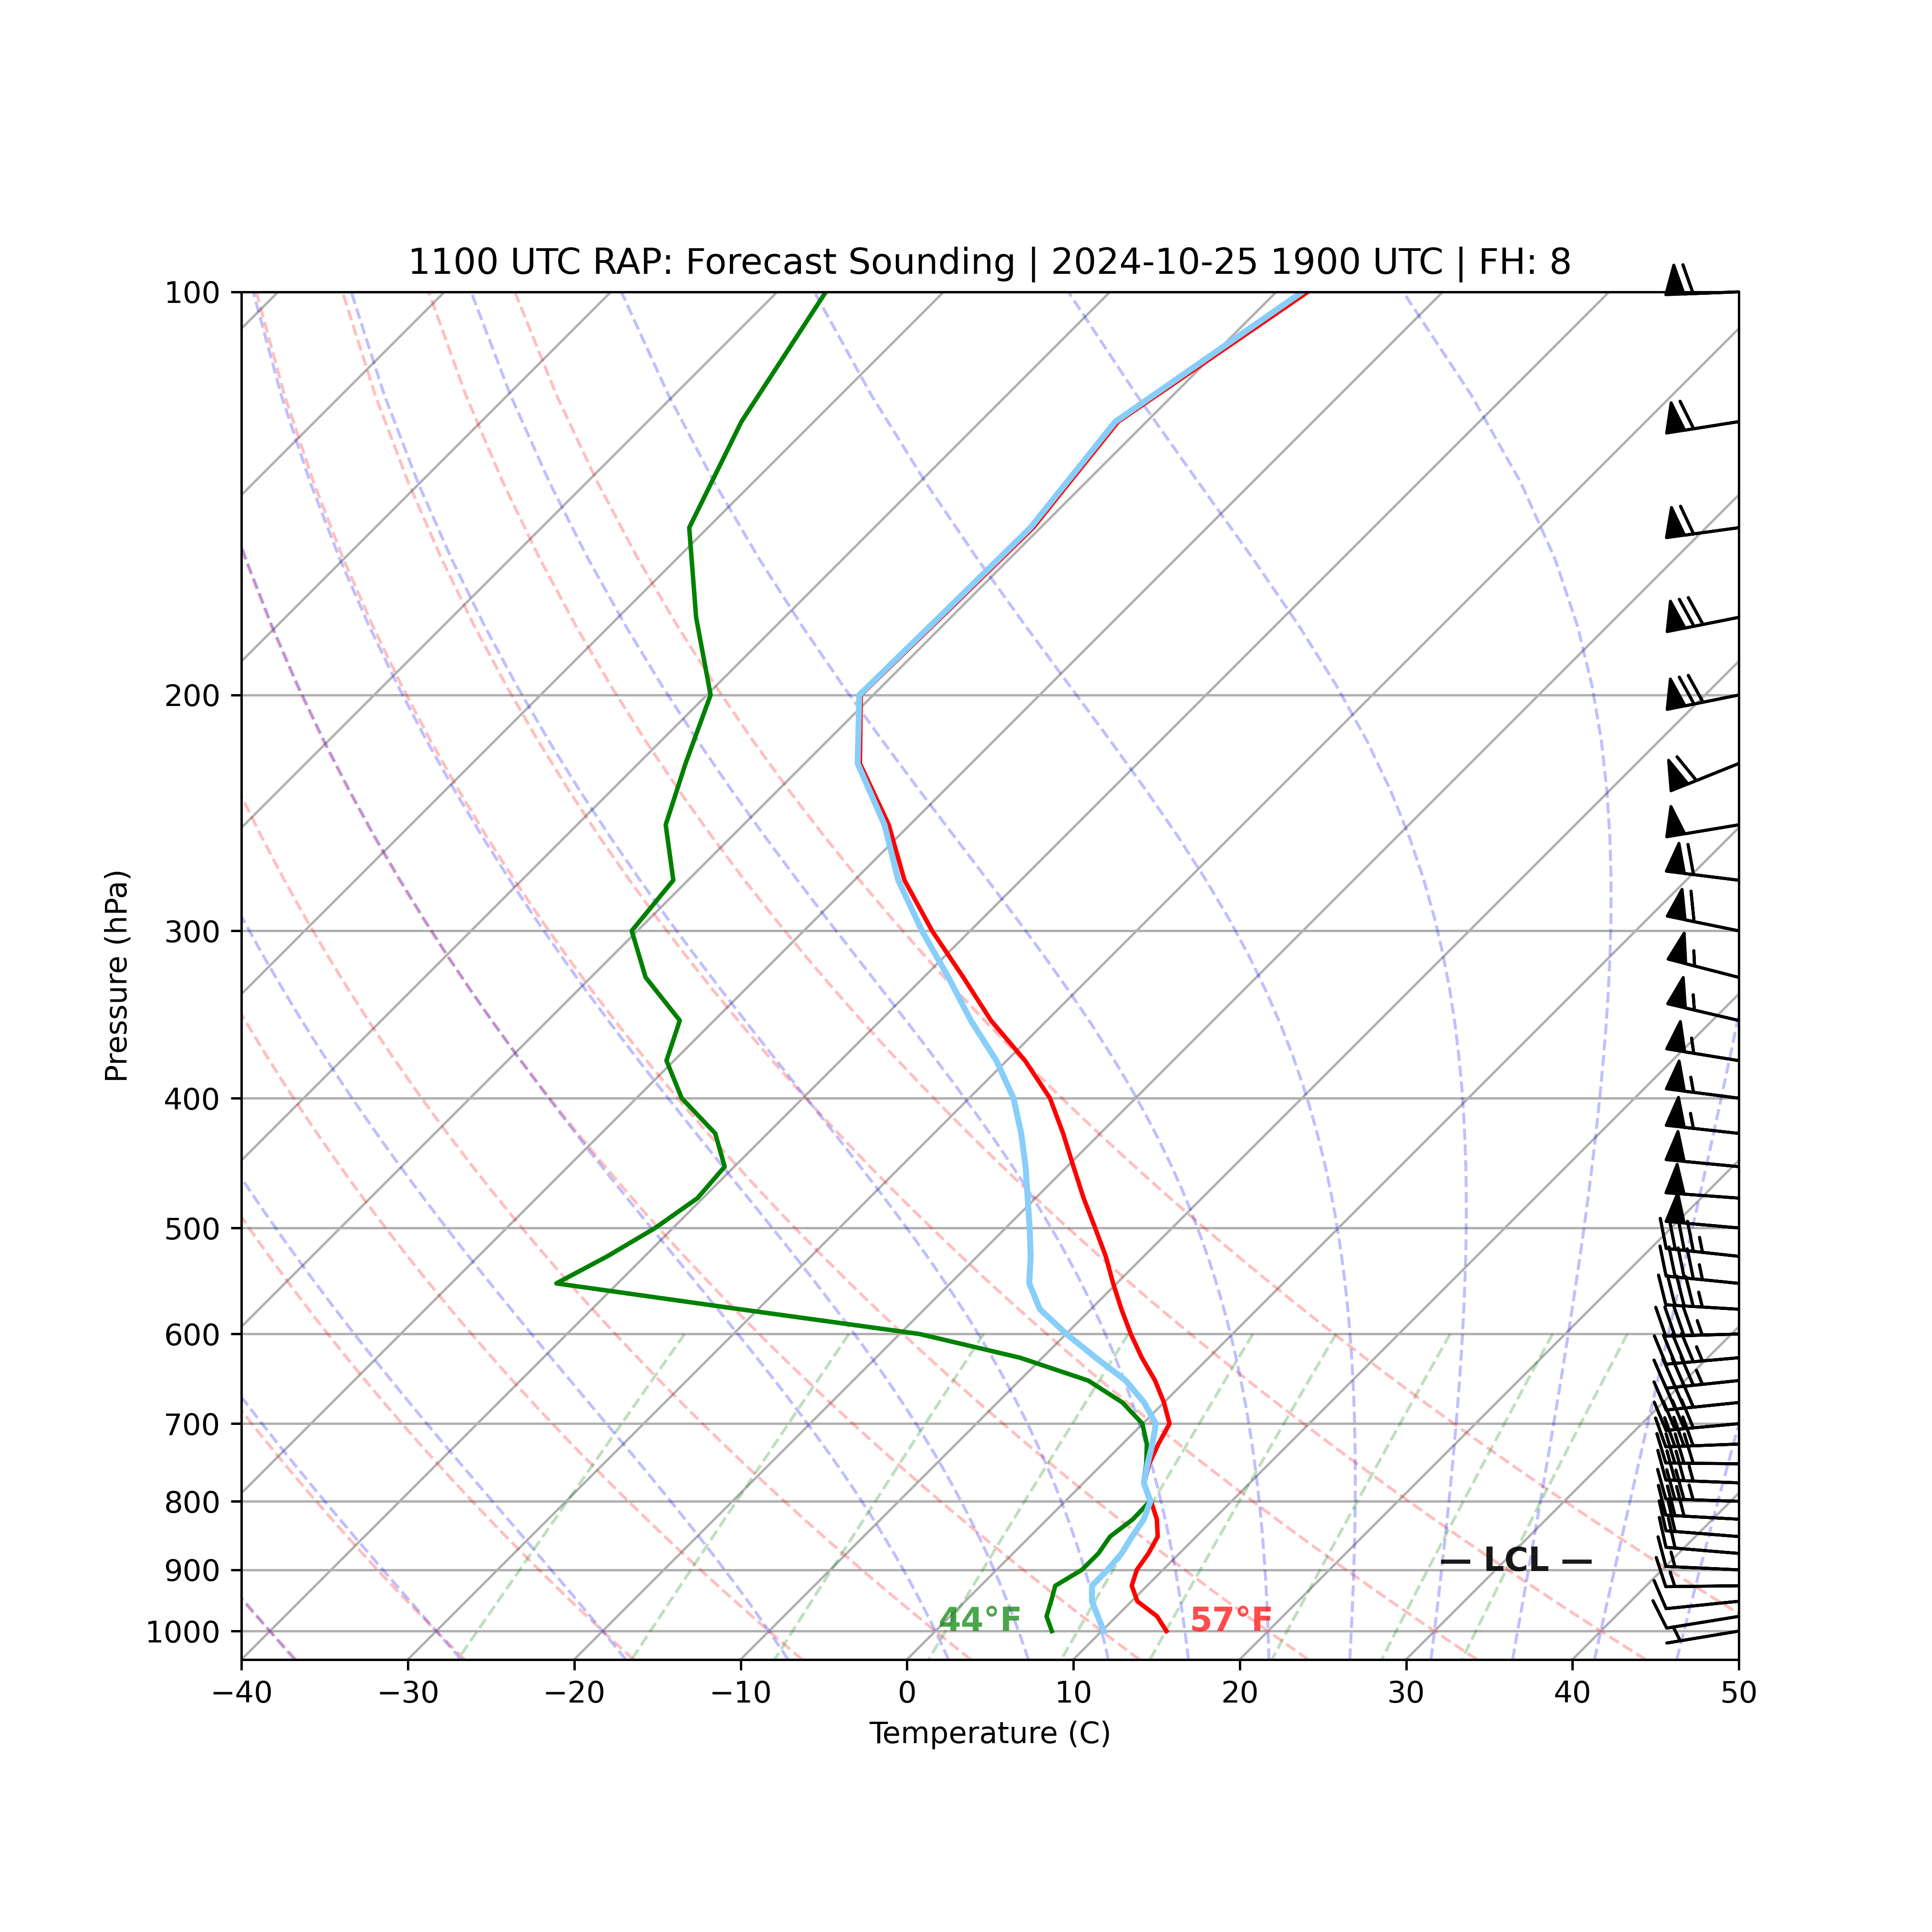 1100 UTC RAP: Forecast Sounding | 2024-10-25 1900 UTC | FH: 8
100
200
300
400
500
600
700
800
900
1000
Pressure (hPa)
— LCL —
44°F
57°F
−40 −30 −20 −10 0 10 20 30 40 50
Temperature (C)